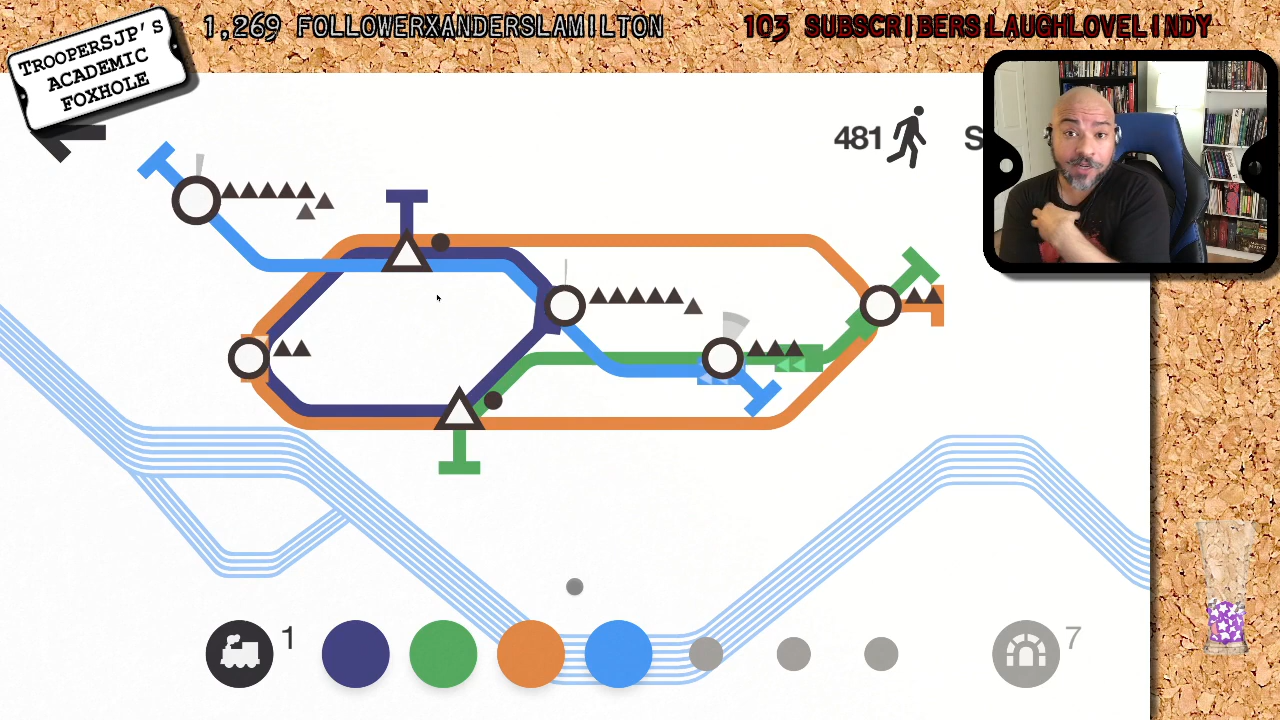 TROOPERSJP'S
ACADEMIC
FOXHOLE
1,269 FOLLOWERXANDERSLAMILTON
103 SUBSCRIBERS:LAUGHLOVELINDY
481
S
1
7